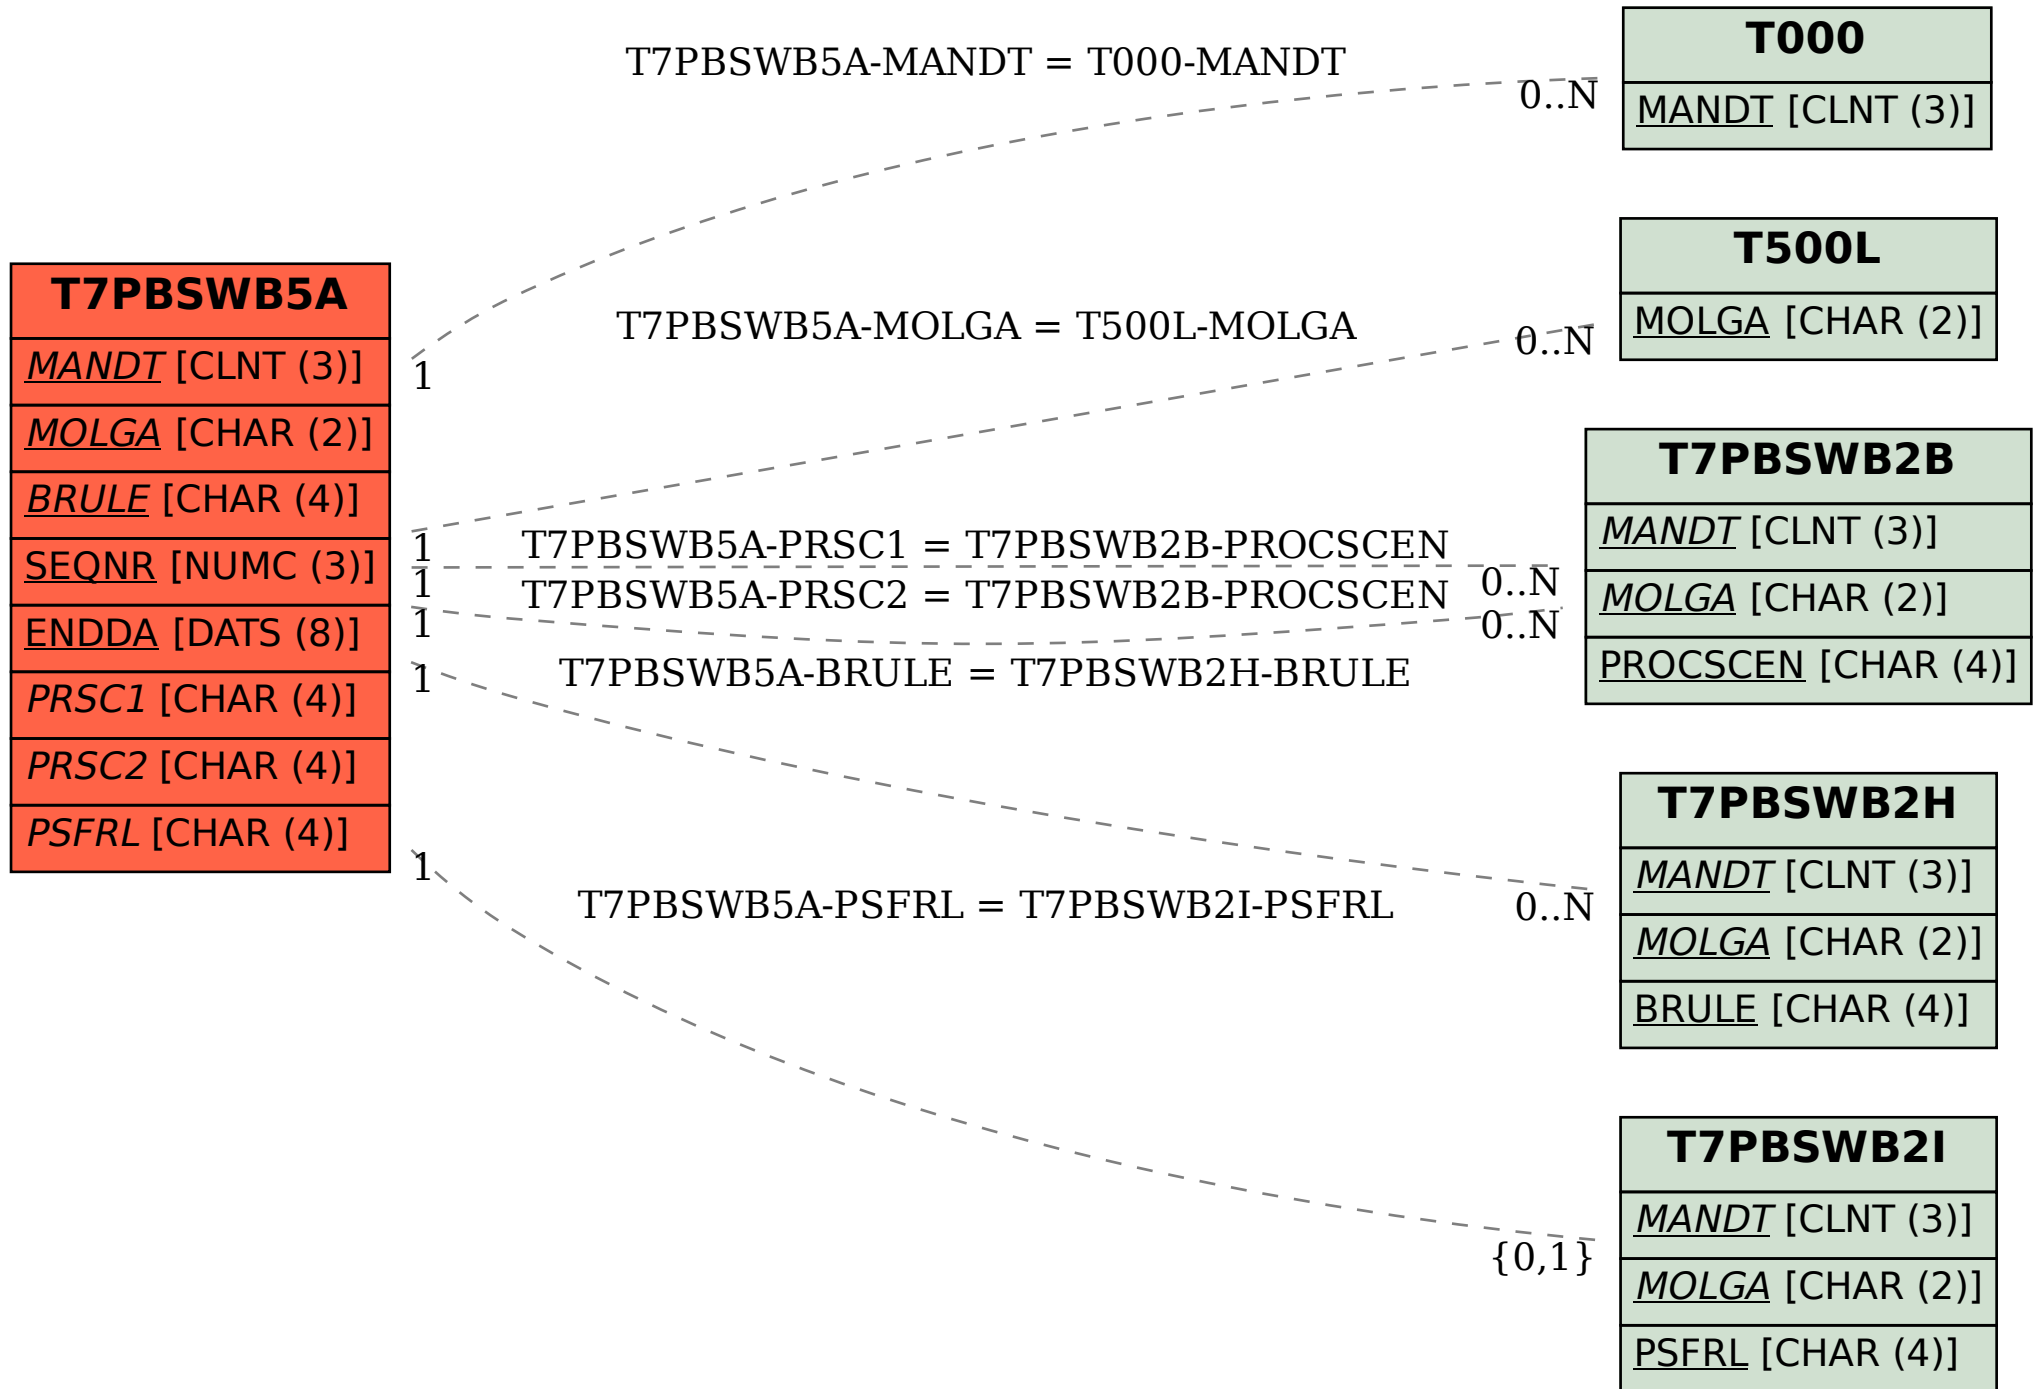 T7PBSWB5A
MANDT [CLNT (3)]
MOLGA [CHAR (2)]
BRULE [CHAR (4)]
SEQNR [NUMC (3)]
ENDDA [DATS (8)]
PRSC1 [CHAR (4)]
PRSC2 [CHAR (4)]
PSFRL [CHAR (4)]
T7PBSWB5A-MANDT = T000-MANDT
0..N
1
T7PBSWB5A-MOLGA = T500L-MOLGA
0..N
1
T7PBSWB5A-PRSC1 = T7PBSWB2B-PROCSCEN
0..N
1
T7PBSWB5A-PRSC2 = T7PBSWB2B-PROCSCEN
0..N
1
T7PBSWB5A-BRULE = T7PBSWB2H-BRULE
0..N
1
T7PBSWB5A-PSFRL = T7PBSWB2I-PSFRL
{0,1}
1
T000
MANDT [CLNT (3)]
T500L
MOLGA [CHAR (2)]
T7PBSWB2B
MANDT [CLNT (3)]
MOLGA [CHAR (2)]
PROCSCEN [CHAR (4)]
T7PBSWB2H
MANDT [CLNT (3)]
MOLGA [CHAR (2)]
BRULE [CHAR (4)]
T7PBSWB2I
MANDT [CLNT (3)]
MOLGA [CHAR (2)]
PSFRL [CHAR (4)]